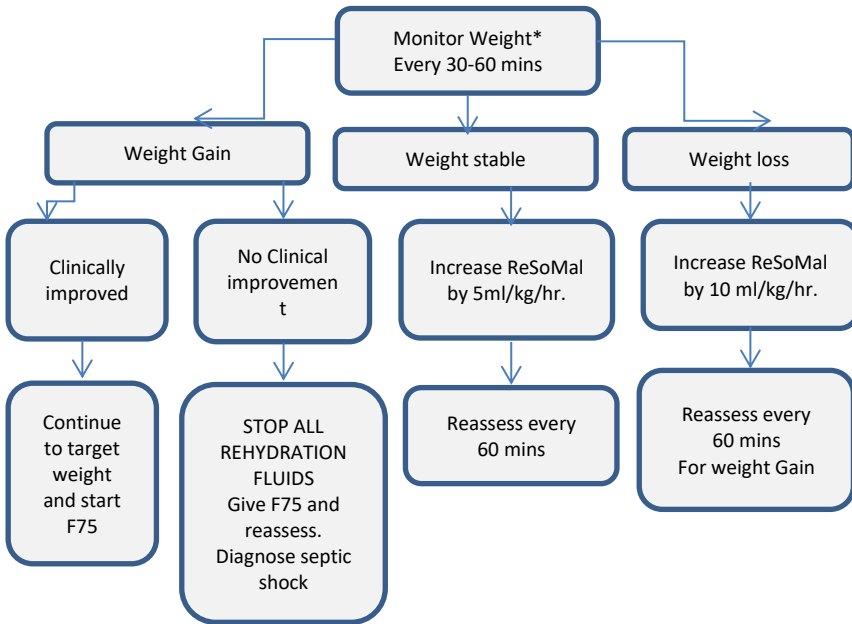 Monitor Weight*
Every 30-60 mins
Weight Gain
Weight stable
Weight loss
Clinically
improved
No Clinical
improvemen
t
Increase ReSoMal
by 5ml/kg/hr.
Increase ReSoMal
by 10 ml/kg/hr.
Continue
to target
weight
and start
F75
STOP ALL
REHYDRATION
FLUIDS
Give F75 and
reassess.
Diagnose septic
shock
Reassess every
60 mins
Reassess every
60 mins
For weight Gain